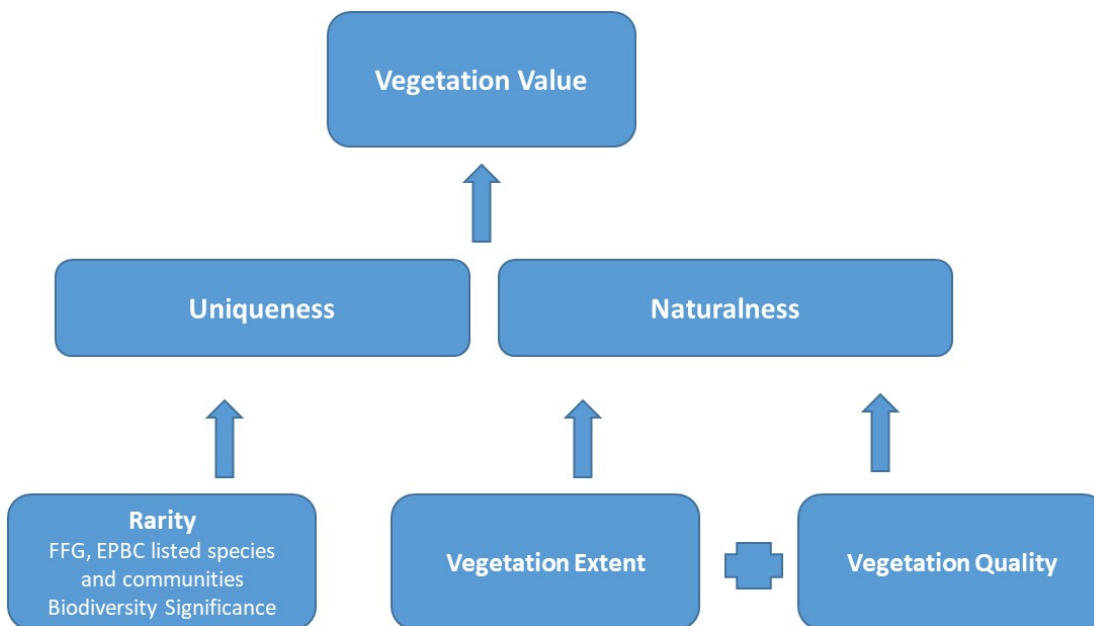 Vegetation Value
Uniqueness
Naturalness
Rarity
FFG, EPBC listed species
and communities
Biodiversity Significance
Vegetation Extent
Vegetation Quality